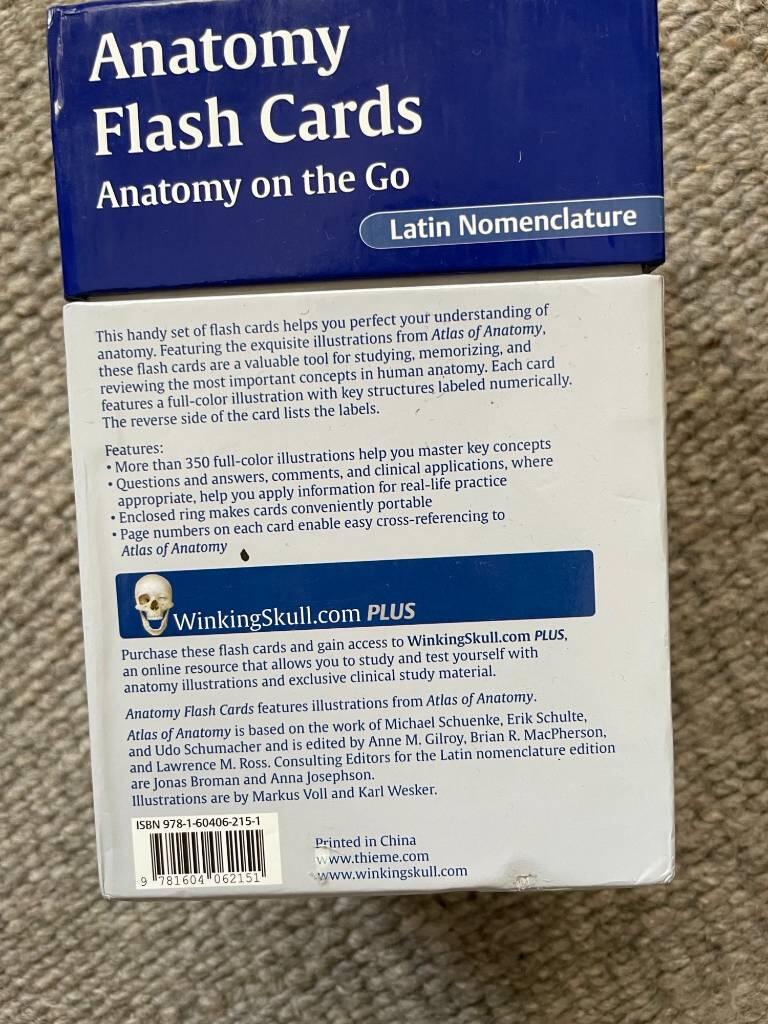 Anatomy
Flash Cards
Anatomy on the Go
Latin Nomenclature
This handy set of flash cards helps you perfect your understanding of
anatomy. Featuring the exquisite illustrations from Atlas of Anatomy,
these flash cards are a valuable tool for studying, memorizing, and
reviewing the most important concepts in human anatomy. Each card
features a full-color illustration with key structures labeled numerically.
The reverse side of the card lists the labels.
Features:
• More than 350 full-color illustrations help you master key concepts
• Questions and answers, comments, and clinical applications, where
appropriate, help you apply information for real-life practice
• Enclosed ring makes cards conveniently portable
• Page numbers on each card enable easy cross-referencing to
Atlas of Anatomy
WinkingSkull.com PLUS
Purchase these flash cards and gain access to WinkingSkull.com PLUS,
an online resource that allows you to study and test yourself with
anatomy illustrations and exclusive clinical study material.
Anatomy Flash Cards features illustrations from Atlas of Anatomy.
Atlas of Anatomy is based on the work of Michael Schuenke, Erik Schulte,
and Udo Schumacher and is edited by Anne M. Gilroy, Brian R. MacPherson,
and Lawrence M. Ross. Consulting Editors for the Latin nomenclature edition
are Jonas Broman and Anna Josephson.
Illustrations are by Markus Voll and Karl Wesker.
ISBN 978-1-60406-215-1
9 781604 062151
Printed in China
www.thieme.com
www.winkingskull.com